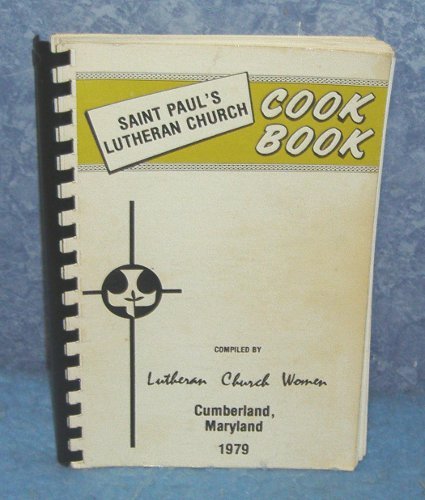 SAINT PAUL'S
LUTHERAN CHURCH
COOK
BOOK
COMPILED BY
Lutheran Church Women
Cumberland,
Maryland
1979